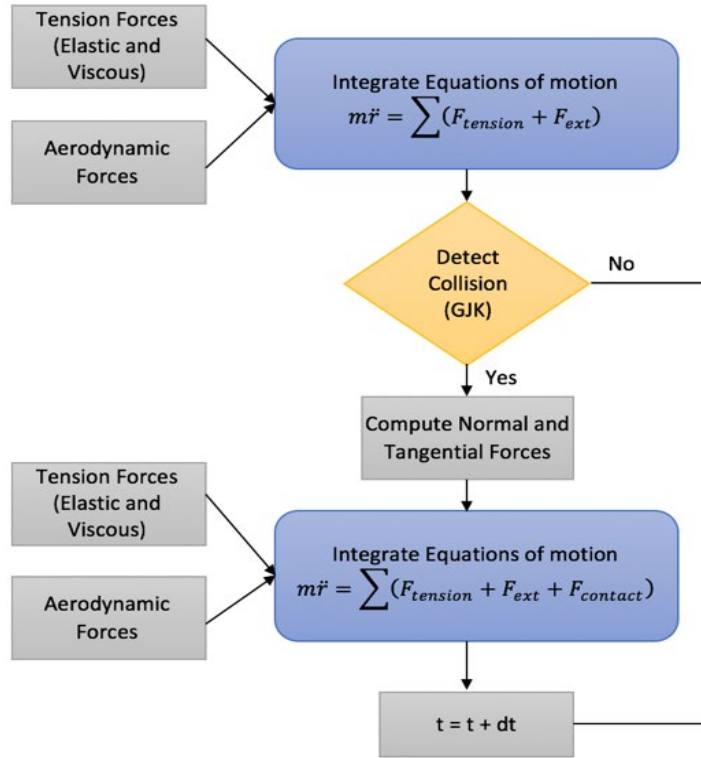 Tension Forces
(Elastic and
Viscous)
Aerodynamic
Forces
Integrate Equations of motion
mr̈ = ∑(F_tension + F_ext)
Detect
Collision
(GJK)
No
Yes
Compute Normal and
Tangential Forces
Tension Forces
(Elastic and
Viscous)
Aerodynamic
Forces
Integrate Equations of motion
mr̈ = ∑(F_tension + F_ext + F_contact)
t = t + dt